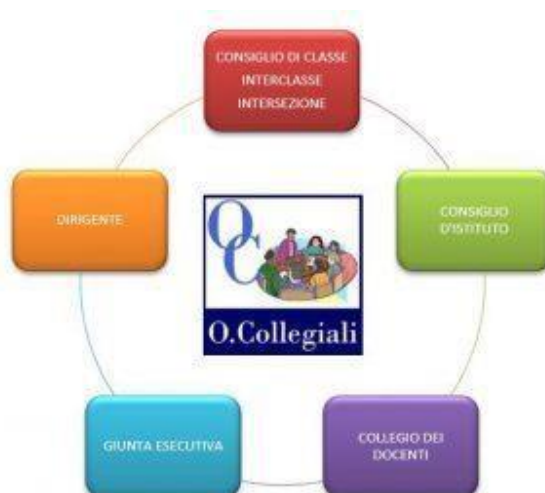 CONSIGLIO DI CLASSE
INTERCLASSE
INTERSEZIONE
DIRIGENTE
CONSIGLIO
D'ISTITUTO
OC
O.Collegiali
GIUNTA ESECUTIVA
COLLEGIO DEI
DOCENTI